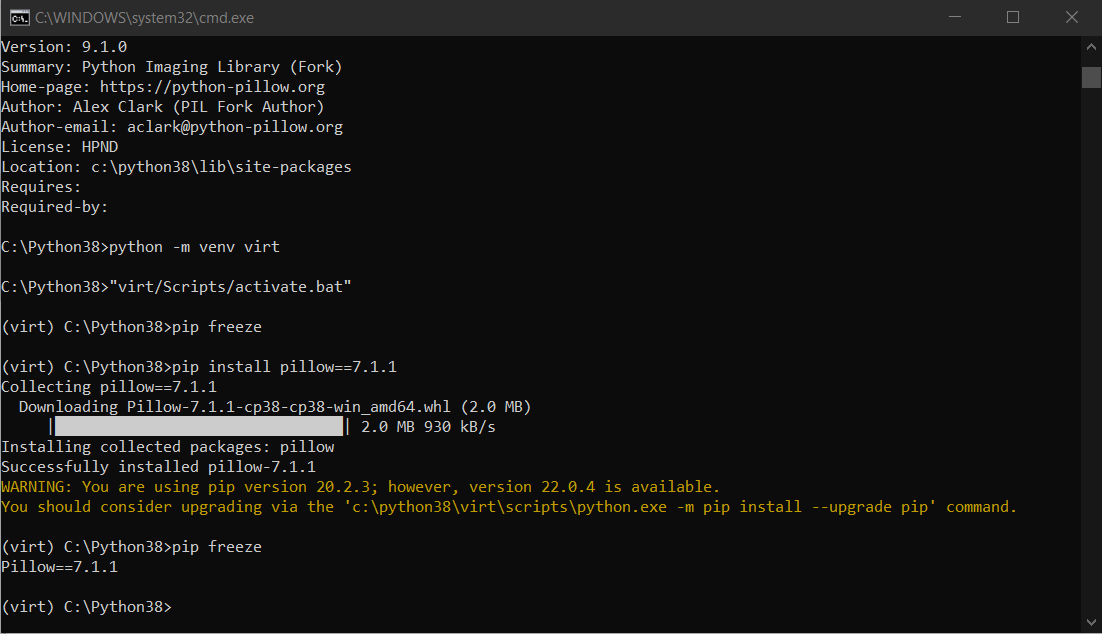 C:\WINDOWS\system32\cmd.exe
Version: 9.1.0
Summary: Python Imaging Library (Fork)
Home-page: https://python-pillow.org
Author: Alex Clark (PIL Fork Author)
Author-email: aclark@python-pillow.org
License: HPND
Location: c:\python38\lib\site-packages
Requires:
Required-by:
C:\Python38>python -m venv virt
C:\Python38>"virt/Scripts/activate.bat"
(virt) C:\Python38>pip freeze
(virt) C:\Python38>pip install pillow==7.1.1
Collecting pillow==7.1.1
  Downloading Pillow-7.1.1-cp38-cp38-win_amd64.whl (2.0 MB)
     |████████████████████████████████| 2.0 MB 930 kB/s
Installing collected packages: pillow
Successfully installed pillow-7.1.1
WARNING: You are using pip version 20.2.3; however, version 22.0.4 is available.
You should consider upgrading via the 'c:\python38\virt\scripts\python.exe -m pip install --upgrade pip' command.
(virt) C:\Python38>pip freeze
Pillow==7.1.1
(virt) C:\Python38>